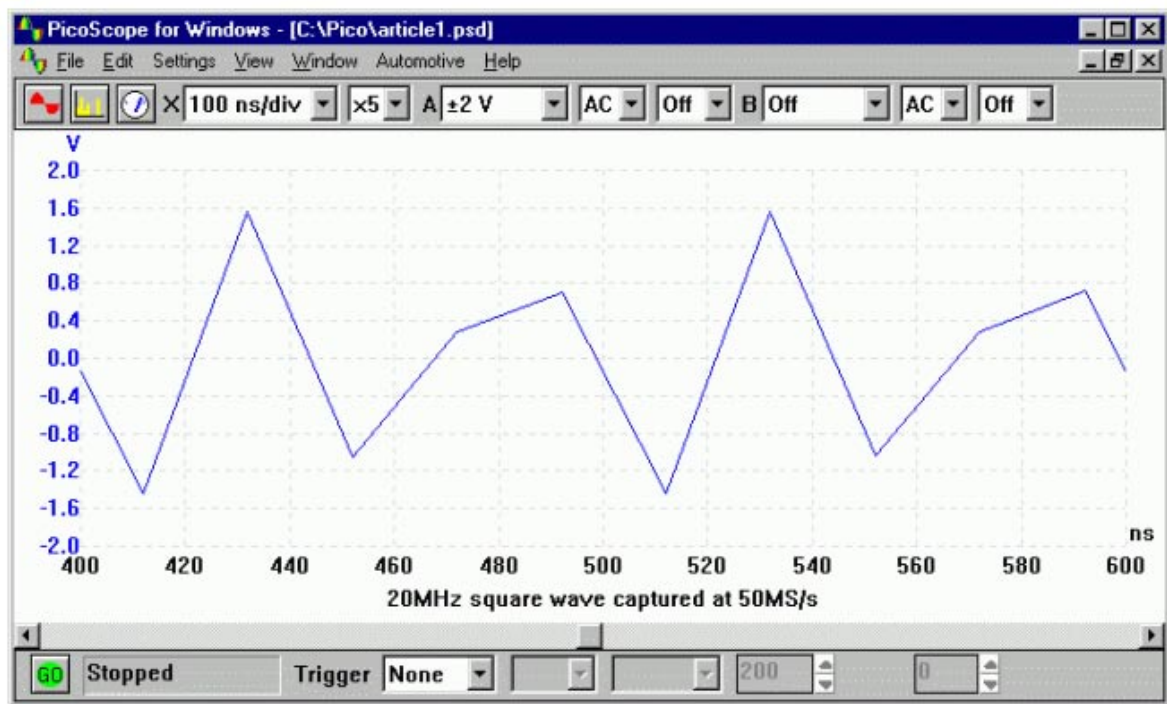 PicoScope for Windows - [C:\Pico\article1.psd]
File Edit Settings View Window Automotive Help
X 100 ns/div x5 A ±2 V AC Off B Off AC Off
V
2.0
1.6
1.2
0.8
0.4
0.0
-0.4
-0.8
-1.2
-1.6
-2.0
ns
400 420 440 460 480 500 520 540 560 580 600
20MHz square wave captured at 50MS/s
GO Stopped Trigger None 200 0